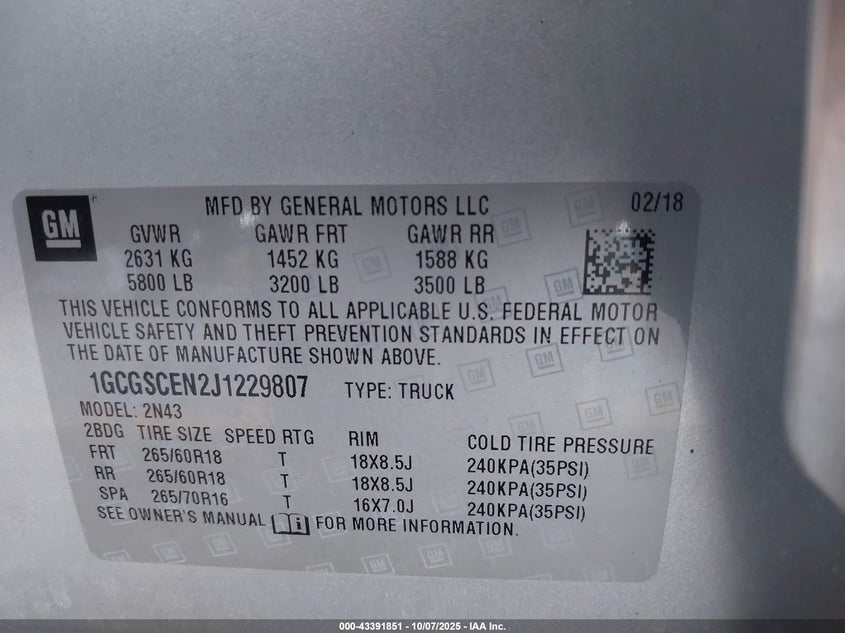 GM
MFD BY GENERAL MOTORS LLC 02/18
GVWR GAWR FRT GAWR RR
2631 KG 1452 KG 1588 KG
5800 LB 3200 LB 3500 LB
THIS VEHICLE CONFORMS TO ALL APPLICABLE U.S. FEDERAL MOTOR
VEHICLE SAFETY AND THEFT PREVENTION STANDARDS IN EFFECT ON
THE DATE OF MANUFACTURE SHOWN ABOVE.
1GCGSCEN2J1229807 TYPE: TRUCK
MODEL: 2N43
2BDG TIRE SIZE SPEED RTG RIM COLD TIRE PRESSURE
FRT 265/60R18 T 18X8.5J 240KPA(35PSI)
RR 265/60R18 T 18X8.5J 240KPA(35PSI)
SPA 265/70R16 T 16X7.0J 240KPA(35PSI)
SEE OWNER'S MANUAL i FOR MORE INFORMATION.
000-43391851 | 10/07/2025 | IAA Inc.